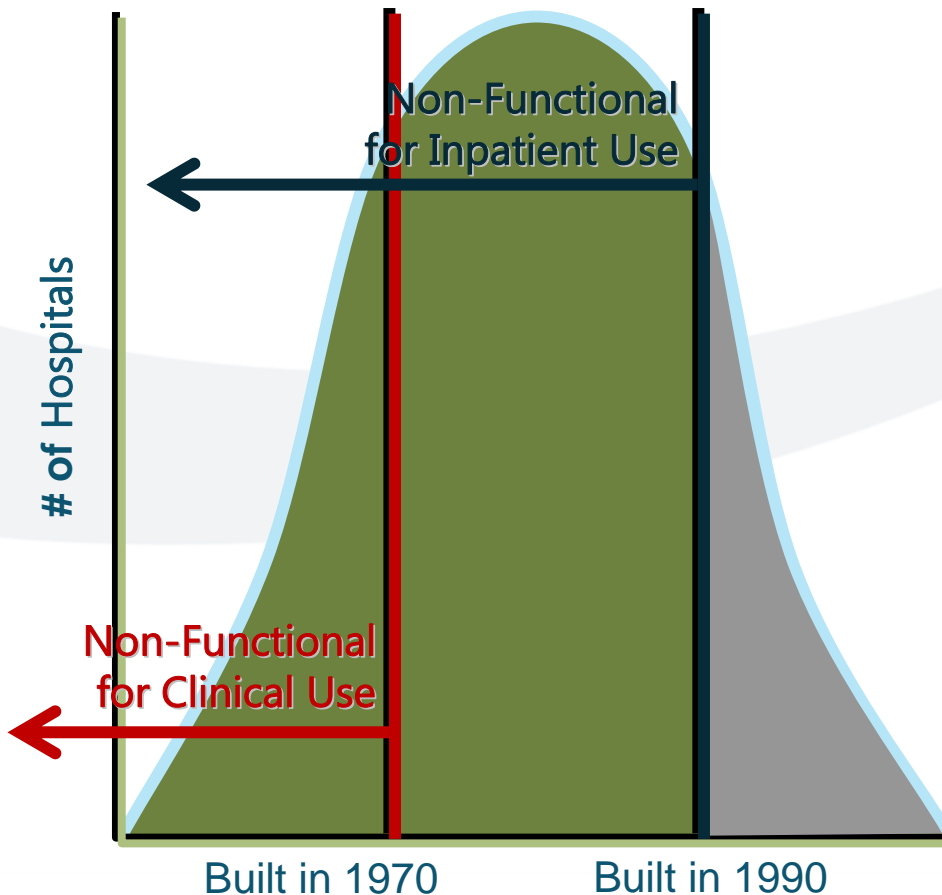 Non-Functional
for Inpatient Use
# of Hospitals
Non-Functional
for Clinical Use
Built in 1970
Built in 1990